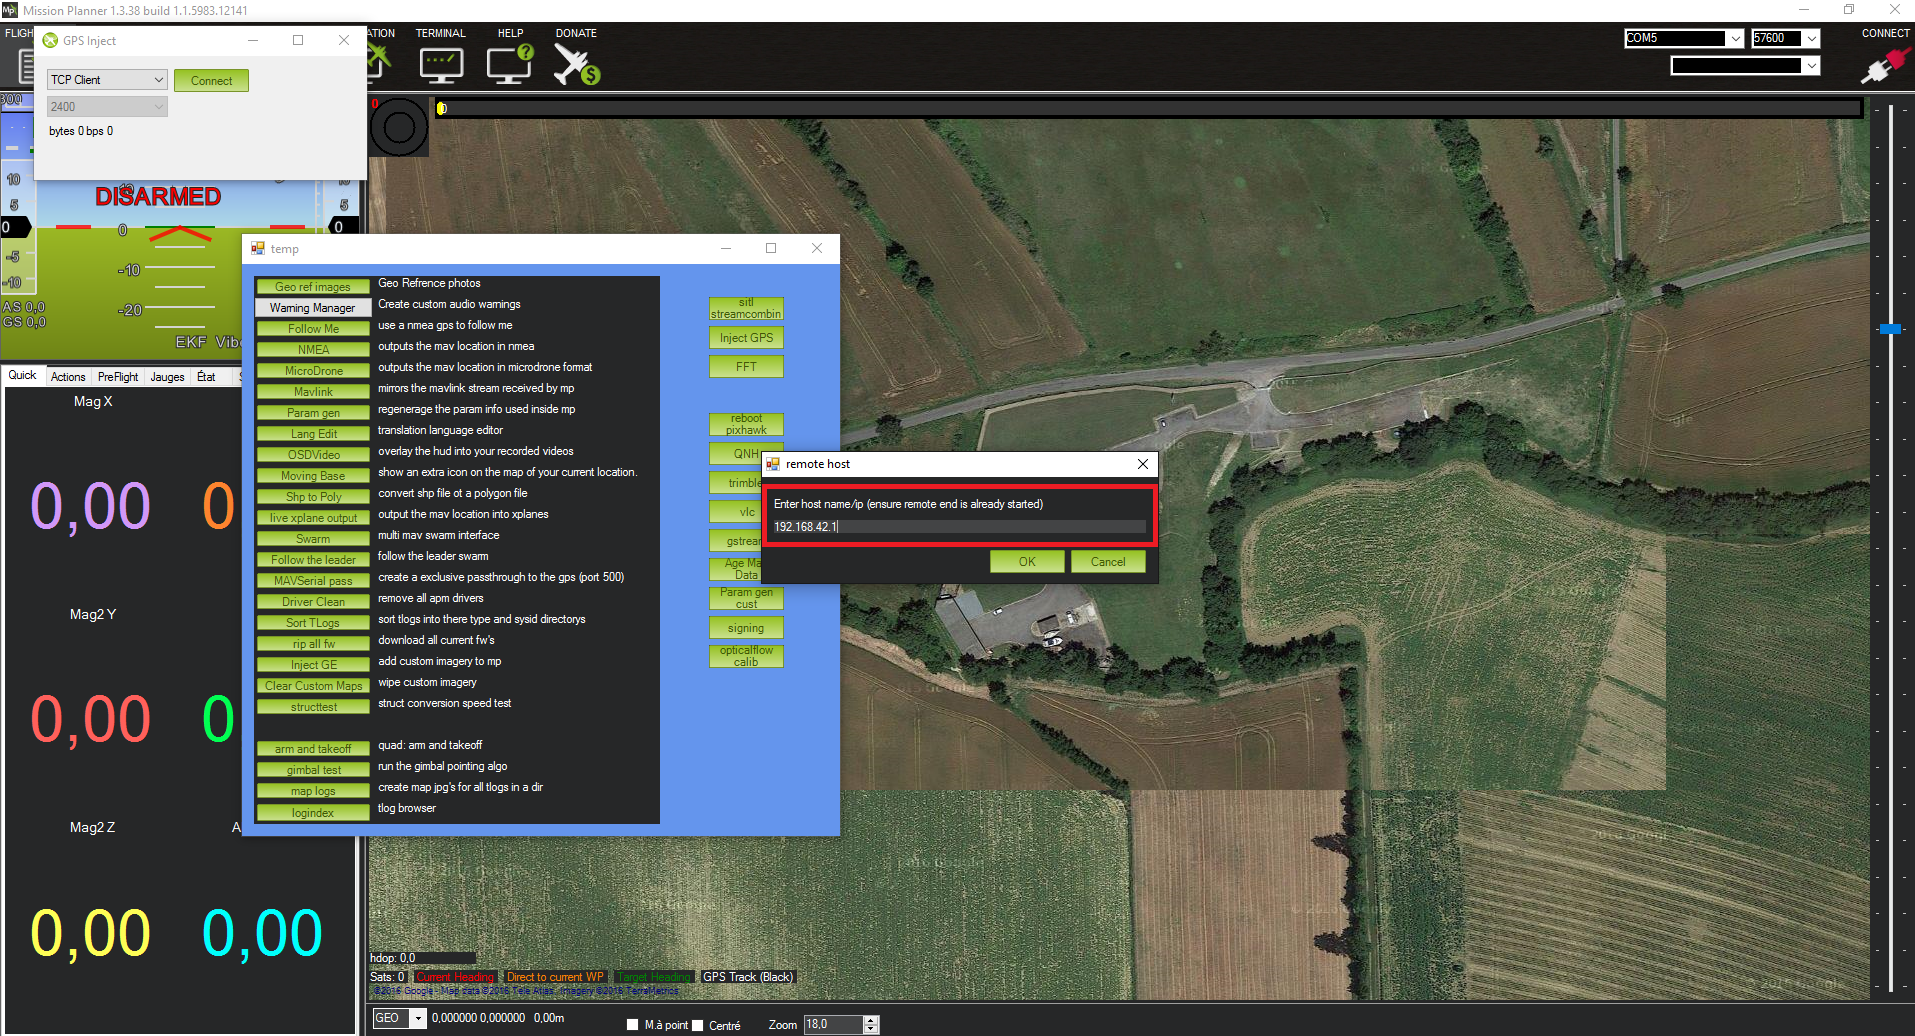 Mission Planner 1.3.38 build 1.1.5983.12141
TERMINAL
HELP
DONATE
COM5
57600
CONNECT
GPS Inject
TCP Client
Connect
2400
bytes 0 bps 0
DISARMED
10
5
0
-5
-10
0
-10
-20
5
0
AS 0,0
GS 0,0
EKF
0
temp
Geo ref images
Geo Refrence photos
Warning Manager
Create custom audio warnings
Follow Me
use a nmea gps to follow me
NMEA
outputs the mav location in nmea
MicroDrone
outputs the mav location in microdrone format
Mavlink
mirrors the mavlink stream received by mp
Param gen
regenerage the param info used inside mp
Lang Edit
translation language editor
OSDVideo
overlay the hud into your recorded videos
Moving Base
show an extra icon on the map of your current location.
Shp to Poly
convert shp file ot a polygon file
live xplane output
output the mav location into xplanes
Swarm
multi mav swarm interface
Follow the leader
follow the leader swarm
MAVSerial pass
create a exclusive passthrough to the gps (port 500)
Driver Clean
remove all apm drivers
Sort TLogs
sort tlogs into there type and sysid directorys
rip all fw
download all current fw's
Inject GE
add custom imagery to mp
Clear Custom Maps
wipe custom imagery
structtest
struct conversion speed test
arm and takeoff
quad: arm and takeoff
gimbal test
run the gimbal pointing algo
map logs
create map jpg's for all tlogs in a dir
logindex
tlog browser
sitl
streamcombin
Inject GPS
FFT
reboot
pixhawk
QNH
trimble
vlc
gstream
Age Ma
Data
Param gen
cust
signing
opticalflow
calib
remote host
Enter host name/ip (ensure remote end is already started)
192.168.42.1
OK
Cancel
Quick
Actions
PreFlight
Jauges
État
Mag X
0,00
0
Mag2 Y
0,00
0
Mag2 Z
A
0,00
0,00
hdop: 0,0
Sats: 0
Current Heading
Direct to current WP
Target Heading
GPS Track (Black)
©2016 Google - Map data ©2016 Tele Atlas, Imagery ©2016 TerraMetrics
GEO
0,000000 0,000000 0,00m
M.à point
Centré
Zoom
18,0